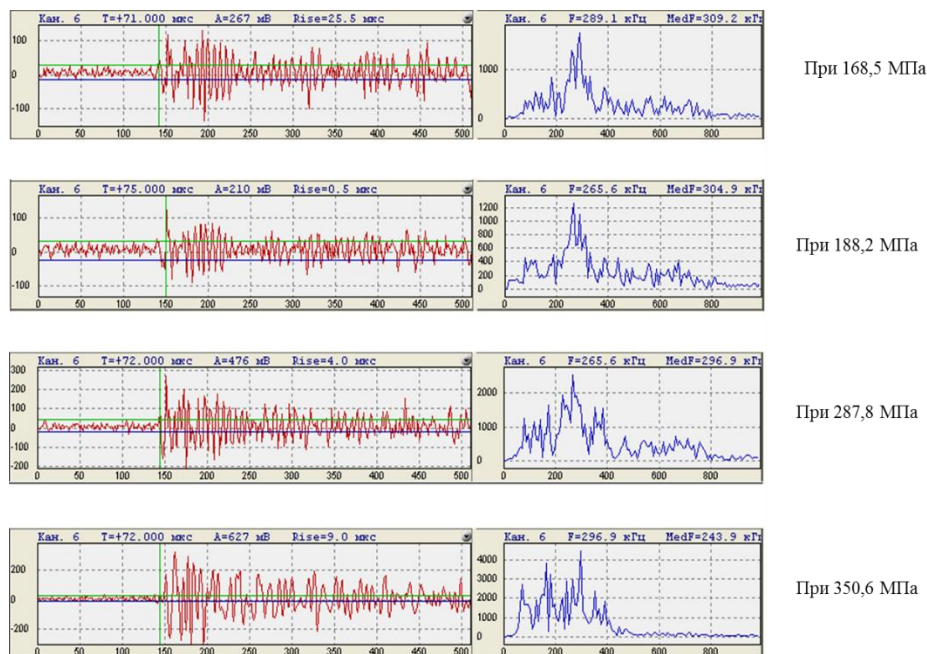 Кан. 6 T=+71.000 мкс A=267 мВ Rise=25.5 мкс
100
0
-100
0 50 100 150 200 250 300 350 400 450 500
Кан. 6 F=289.1 кГц MedF=309.2 кГц
1000
0
0 200 400 600 800
При 168,5 МПа
Кан. 6 T=+75.000 мкс A=210 мВ Rise=0.5 мкс
100
0
-100
0 50 100 150 200 250 300 350 400 450 500
Кан. 6 F=265.6 кГц MedF=304.9 кГц
1200
1000
800
600
400
200
0
0 200 400 600 800
При 188,2 МПа
Кан. 6 T=+72.000 мкс A=476 мВ Rise=4.0 мкс
300
200
100
0
-100
-200
0 50 100 150 200 250 300 350 400 450 500
Кан. 6 F=265.6 кГц MedF=296.9 кГц
2000
1000
0
0 200 400 600 800
При 287,8 МПа
Кан. 6 T=+72.000 мкс A=627 мВ Rise=9.0 мкс
200
0
-200
0 50 100 150 200 250 300 350 400 450 500
Кан. 6 F=296.9 кГц MedF=243.9 кГц
4000
3000
2000
1000
0
0 200 400 600 800
При 350,6 МПа